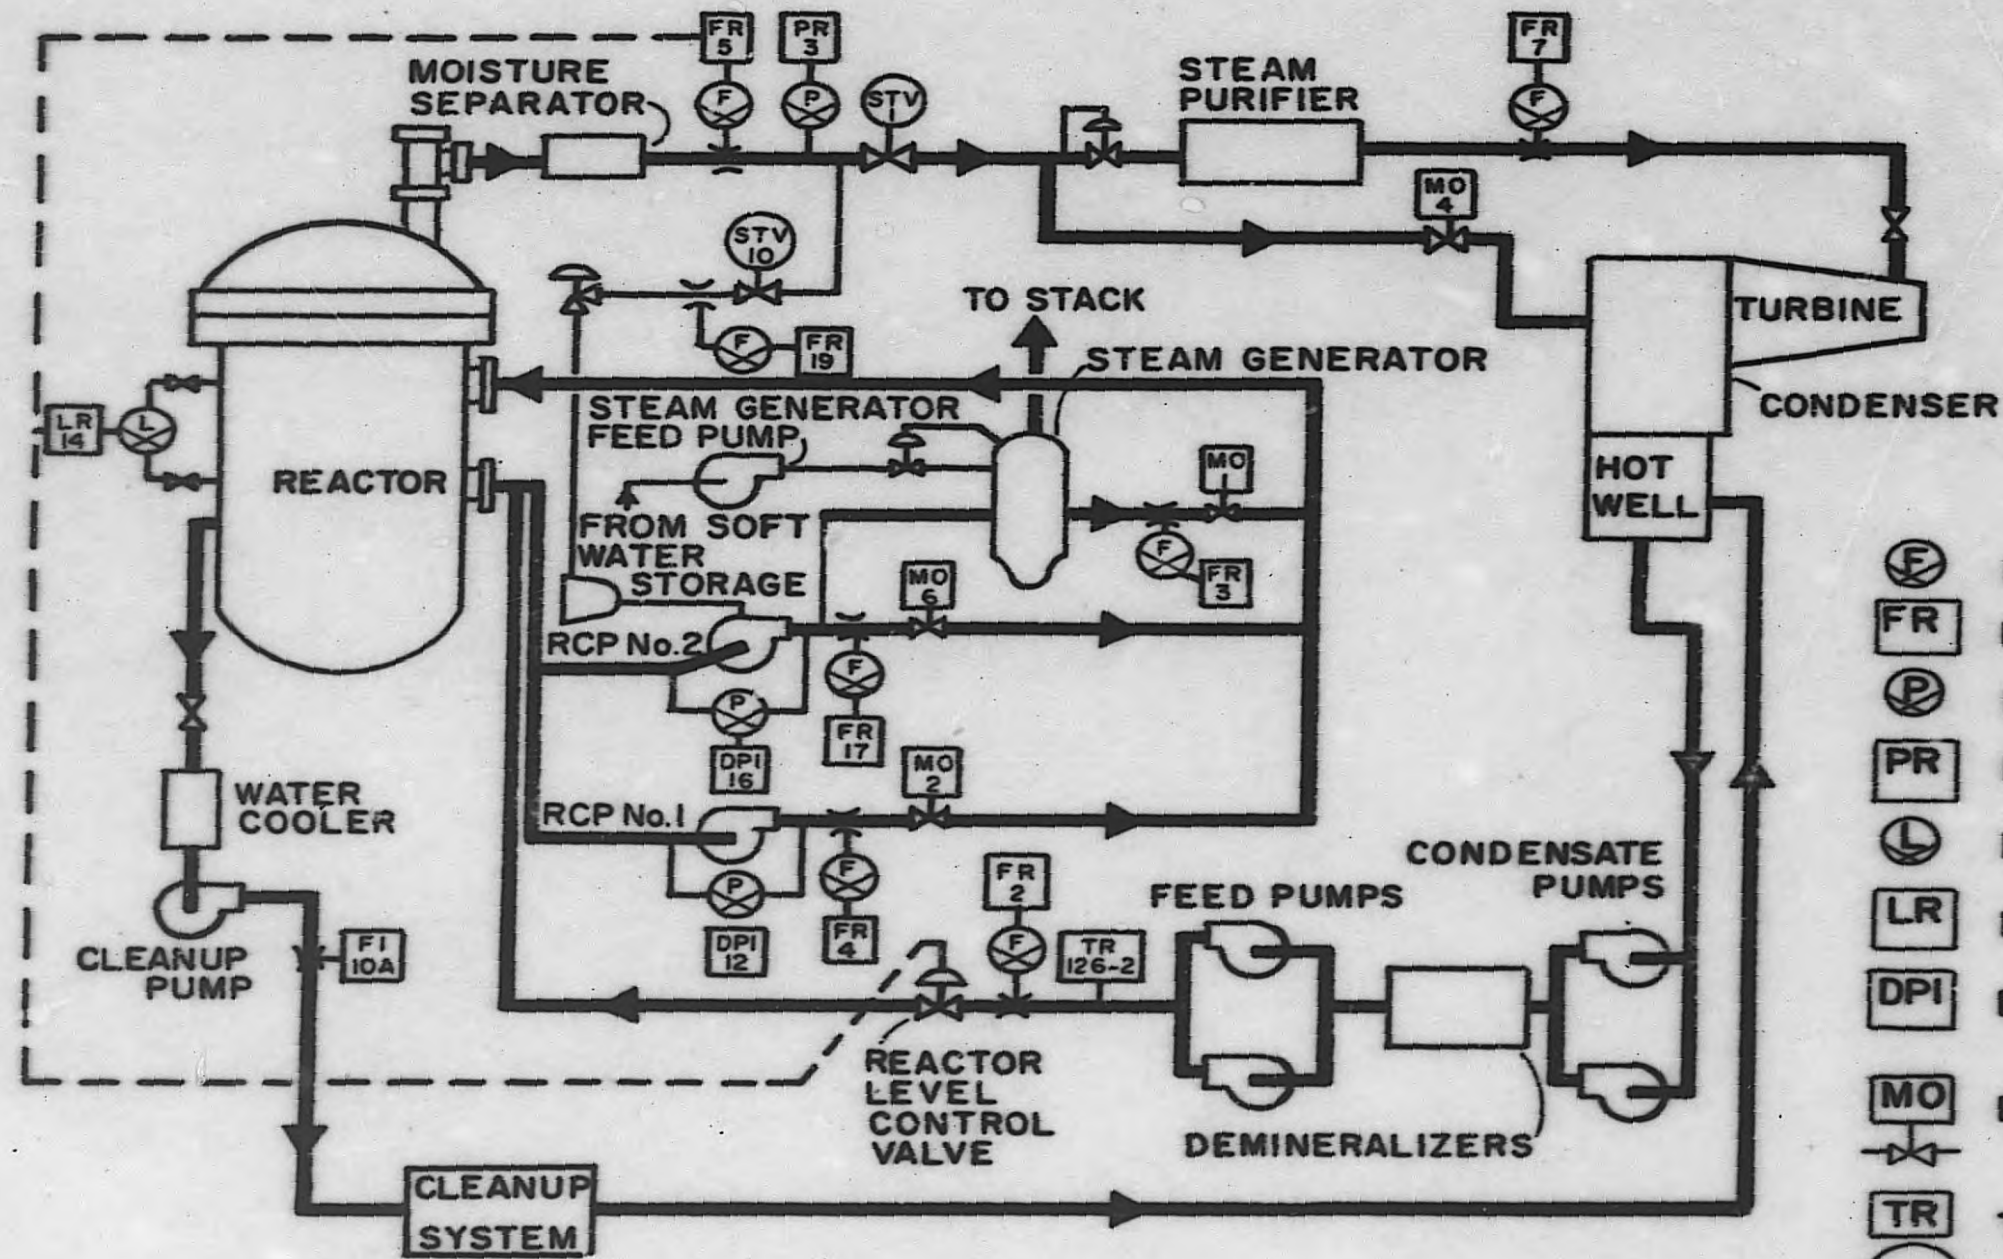 FR
5
PR
3
FR
7
MOISTURE
SEPARATOR
F
P
STV
1
STEAM
PURIFIER
F
MO
4
STV
10
TO STACK
TURBINE
F
FR
19
STEAM GENERATOR
CONDENSER
LR
14
L
STEAM GENERATOR
FEED PUMP
MO
HOT
WELL
REACTOR
FROM SOFT
WATER
STORAGE
F
FR
3
MO
6
RCP No.2
F
P
FR
17
DPI
16
MO
2
WATER
COOLER
RCP No.1
P
F
DPI
12
FR
4
FR
2
F
TR
126-2
FEED PUMPS
CONDENSATE
PUMPS
CLEANUP
PUMP
FI
10A
REACTOR
LEVEL
CONTROL
VALVE
DEMINERALIZERS
CLEANUP
SYSTEM
F
FR
P
PR
L
LR
DPI
MO
TR